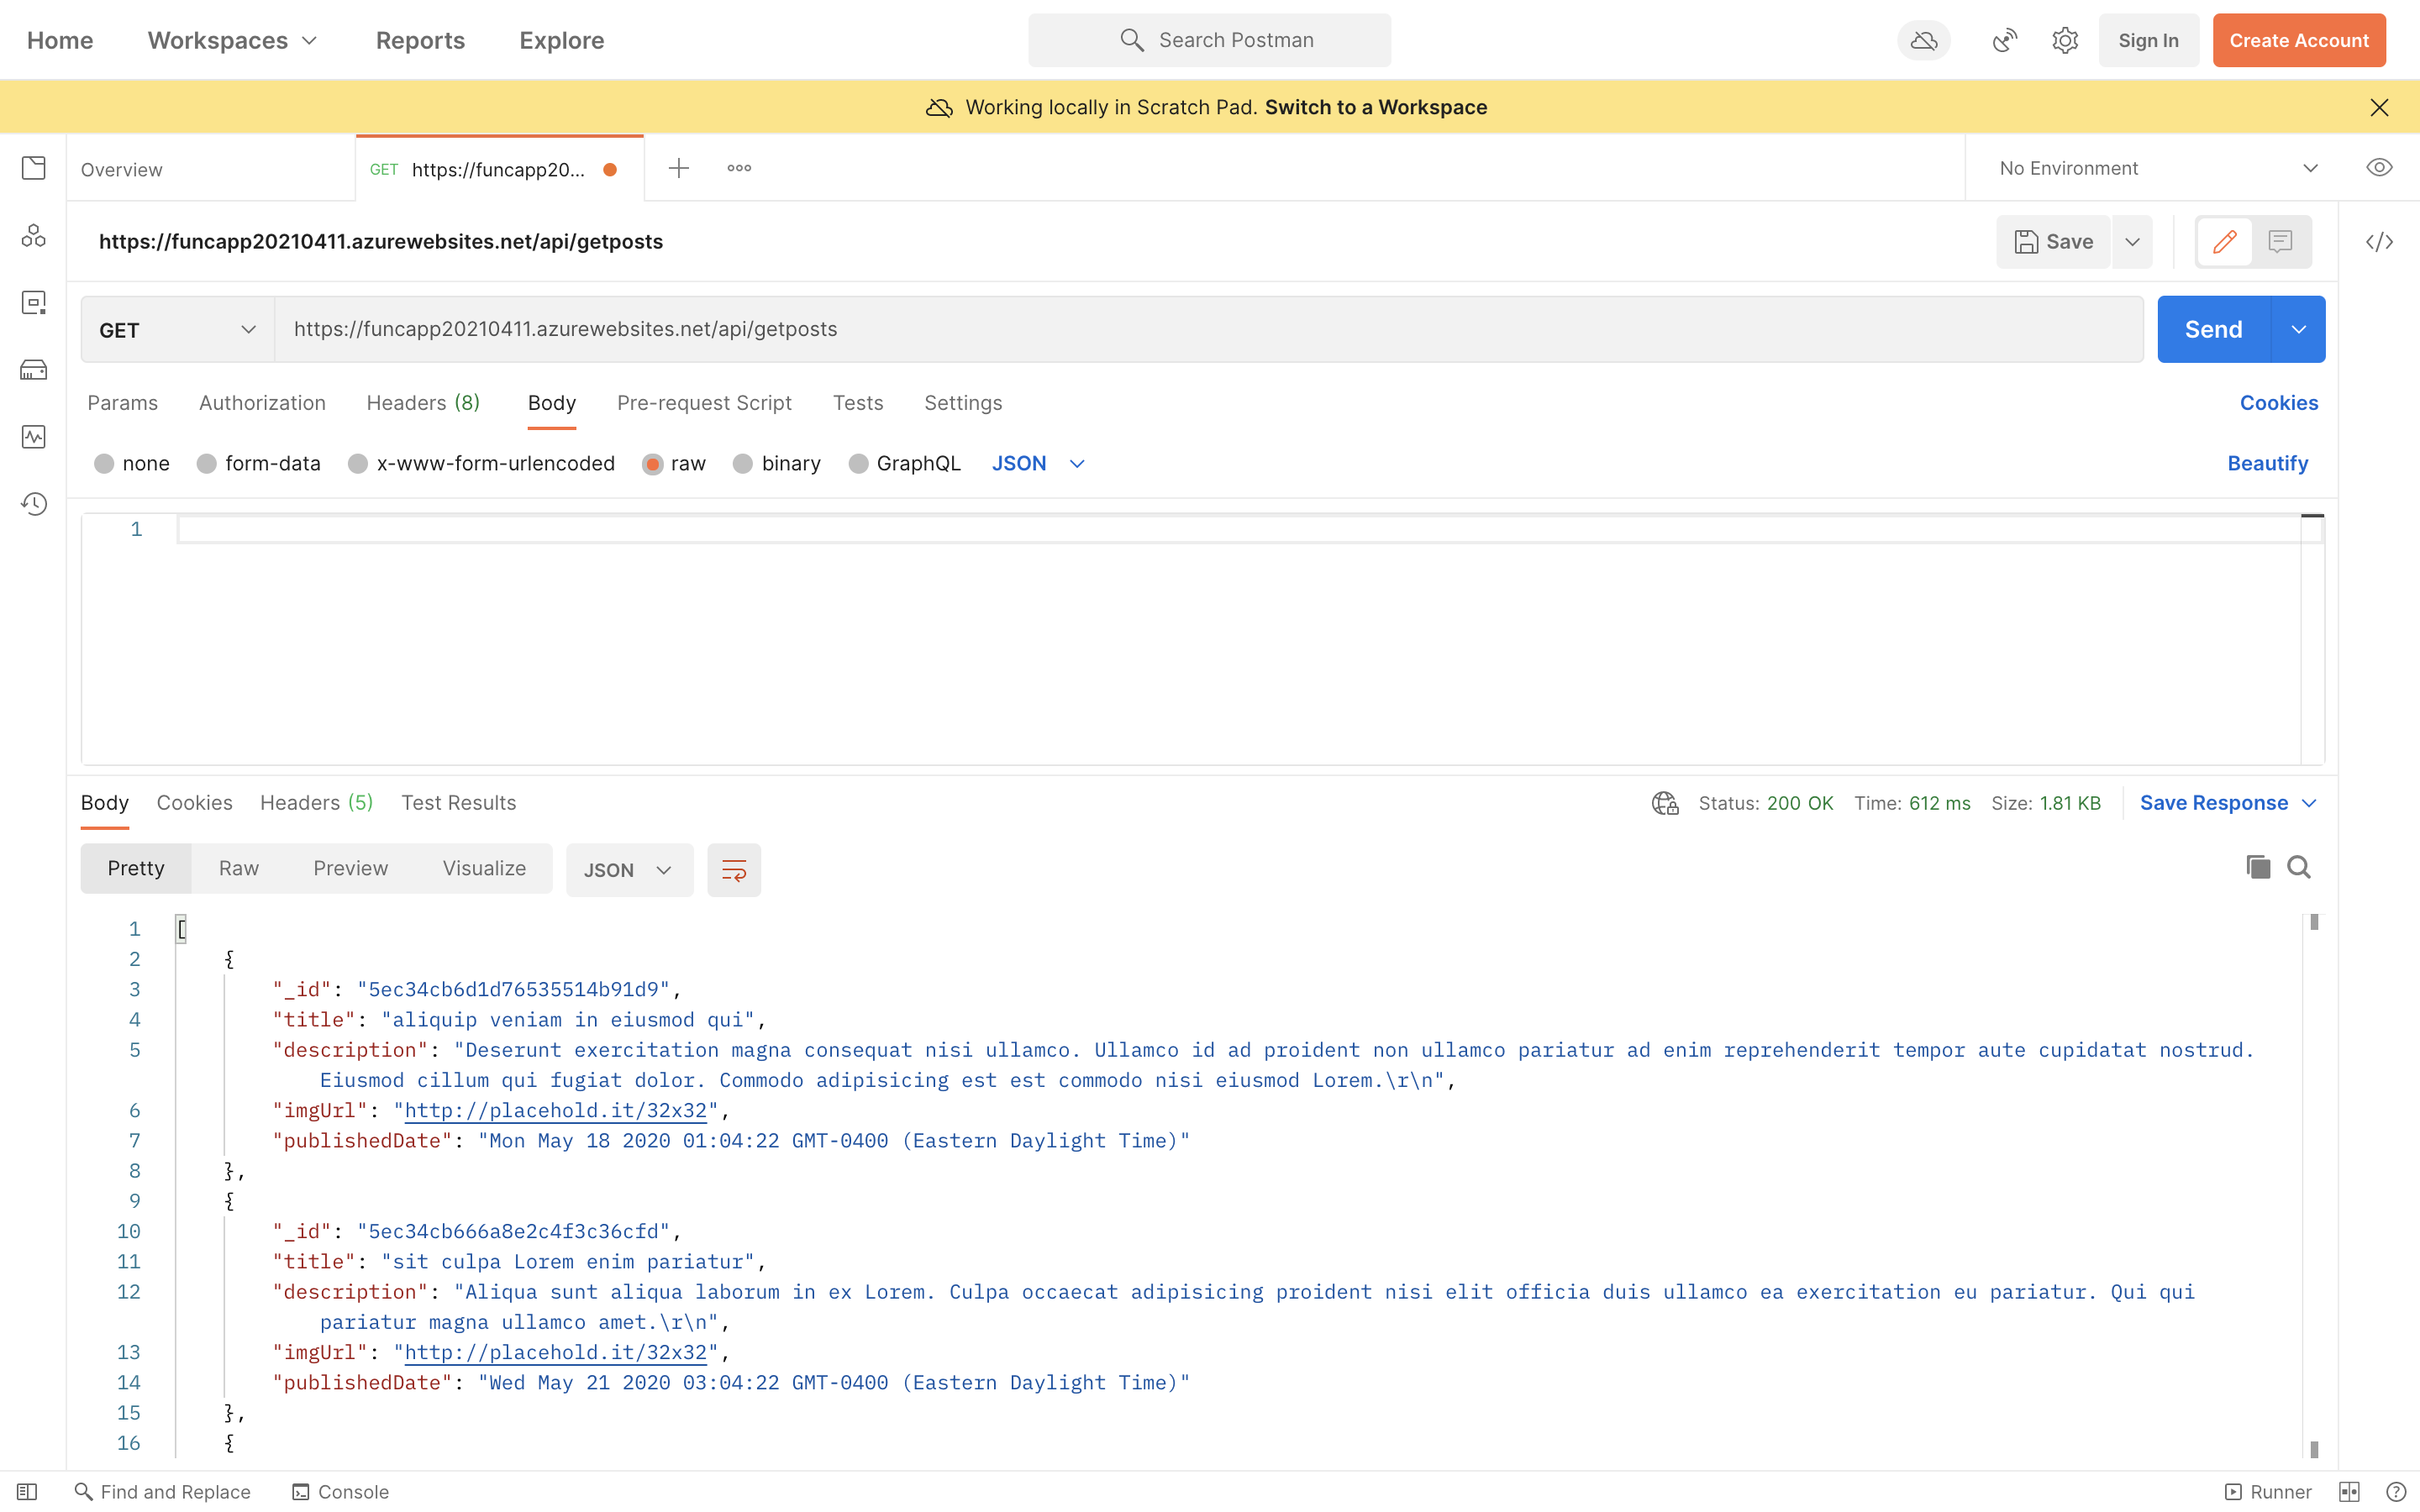 Home Workspaces Reports Explore Search Postman Sign In Create Account
Working locally in Scratch Pad. Switch to a Workspace
Overview GET https://funcapp20... No Environment
https://funcapp20210411.azurewebsites.net/api/getposts Save
GET https://funcapp20210411.azurewebsites.net/api/getposts Send
Params Authorization Headers (8) Body Pre-request Script Tests Settings Cookies
none form-data x-www-form-urlencoded raw binary GraphQL JSON Beautify
1
Body Cookies Headers (5) Test Results Status: 200 OK Time: 612 ms Size: 1.81 KB Save Response
Pretty Raw Preview Visualize JSON
1 [
2 {
3 "_id": "5ec34cb6d1d76535514b91d9",
4 "title": "aliquip veniam in eiusmod qui",
5 "description": "Deserunt exercitation magna consequat nisi ullamco. Ullamco id ad proident non ullamco pariatur ad enim reprehenderit tempor aute cupidatat nostrud.
Eiusmod cillum qui fugiat dolor. Commodo adipisicing est est commodo nisi eiusmod Lorem.\r\n",
6 "imgUrl": "http://placehold.it/32x32",
7 "publishedDate": "Mon May 18 2020 01:04:22 GMT-0400 (Eastern Daylight Time)"
8 },
9 {
10 "_id": "5ec34cb666a8e2c4f3c36cfd",
11 "title": "sit culpa Lorem enim pariatur",
12 "description": "Aliqua sunt aliqua laborum in ex Lorem. Culpa occaecat adipisicing proident nisi elit officia duis ullamco ea exercitation eu pariatur. Qui qui
pariatur magna ullamco amet.\r\n",
13 "imgUrl": "http://placehold.it/32x32",
14 "publishedDate": "Wed May 21 2020 03:04:22 GMT-0400 (Eastern Daylight Time)"
15 },
16 {
Find and Replace Console Runner